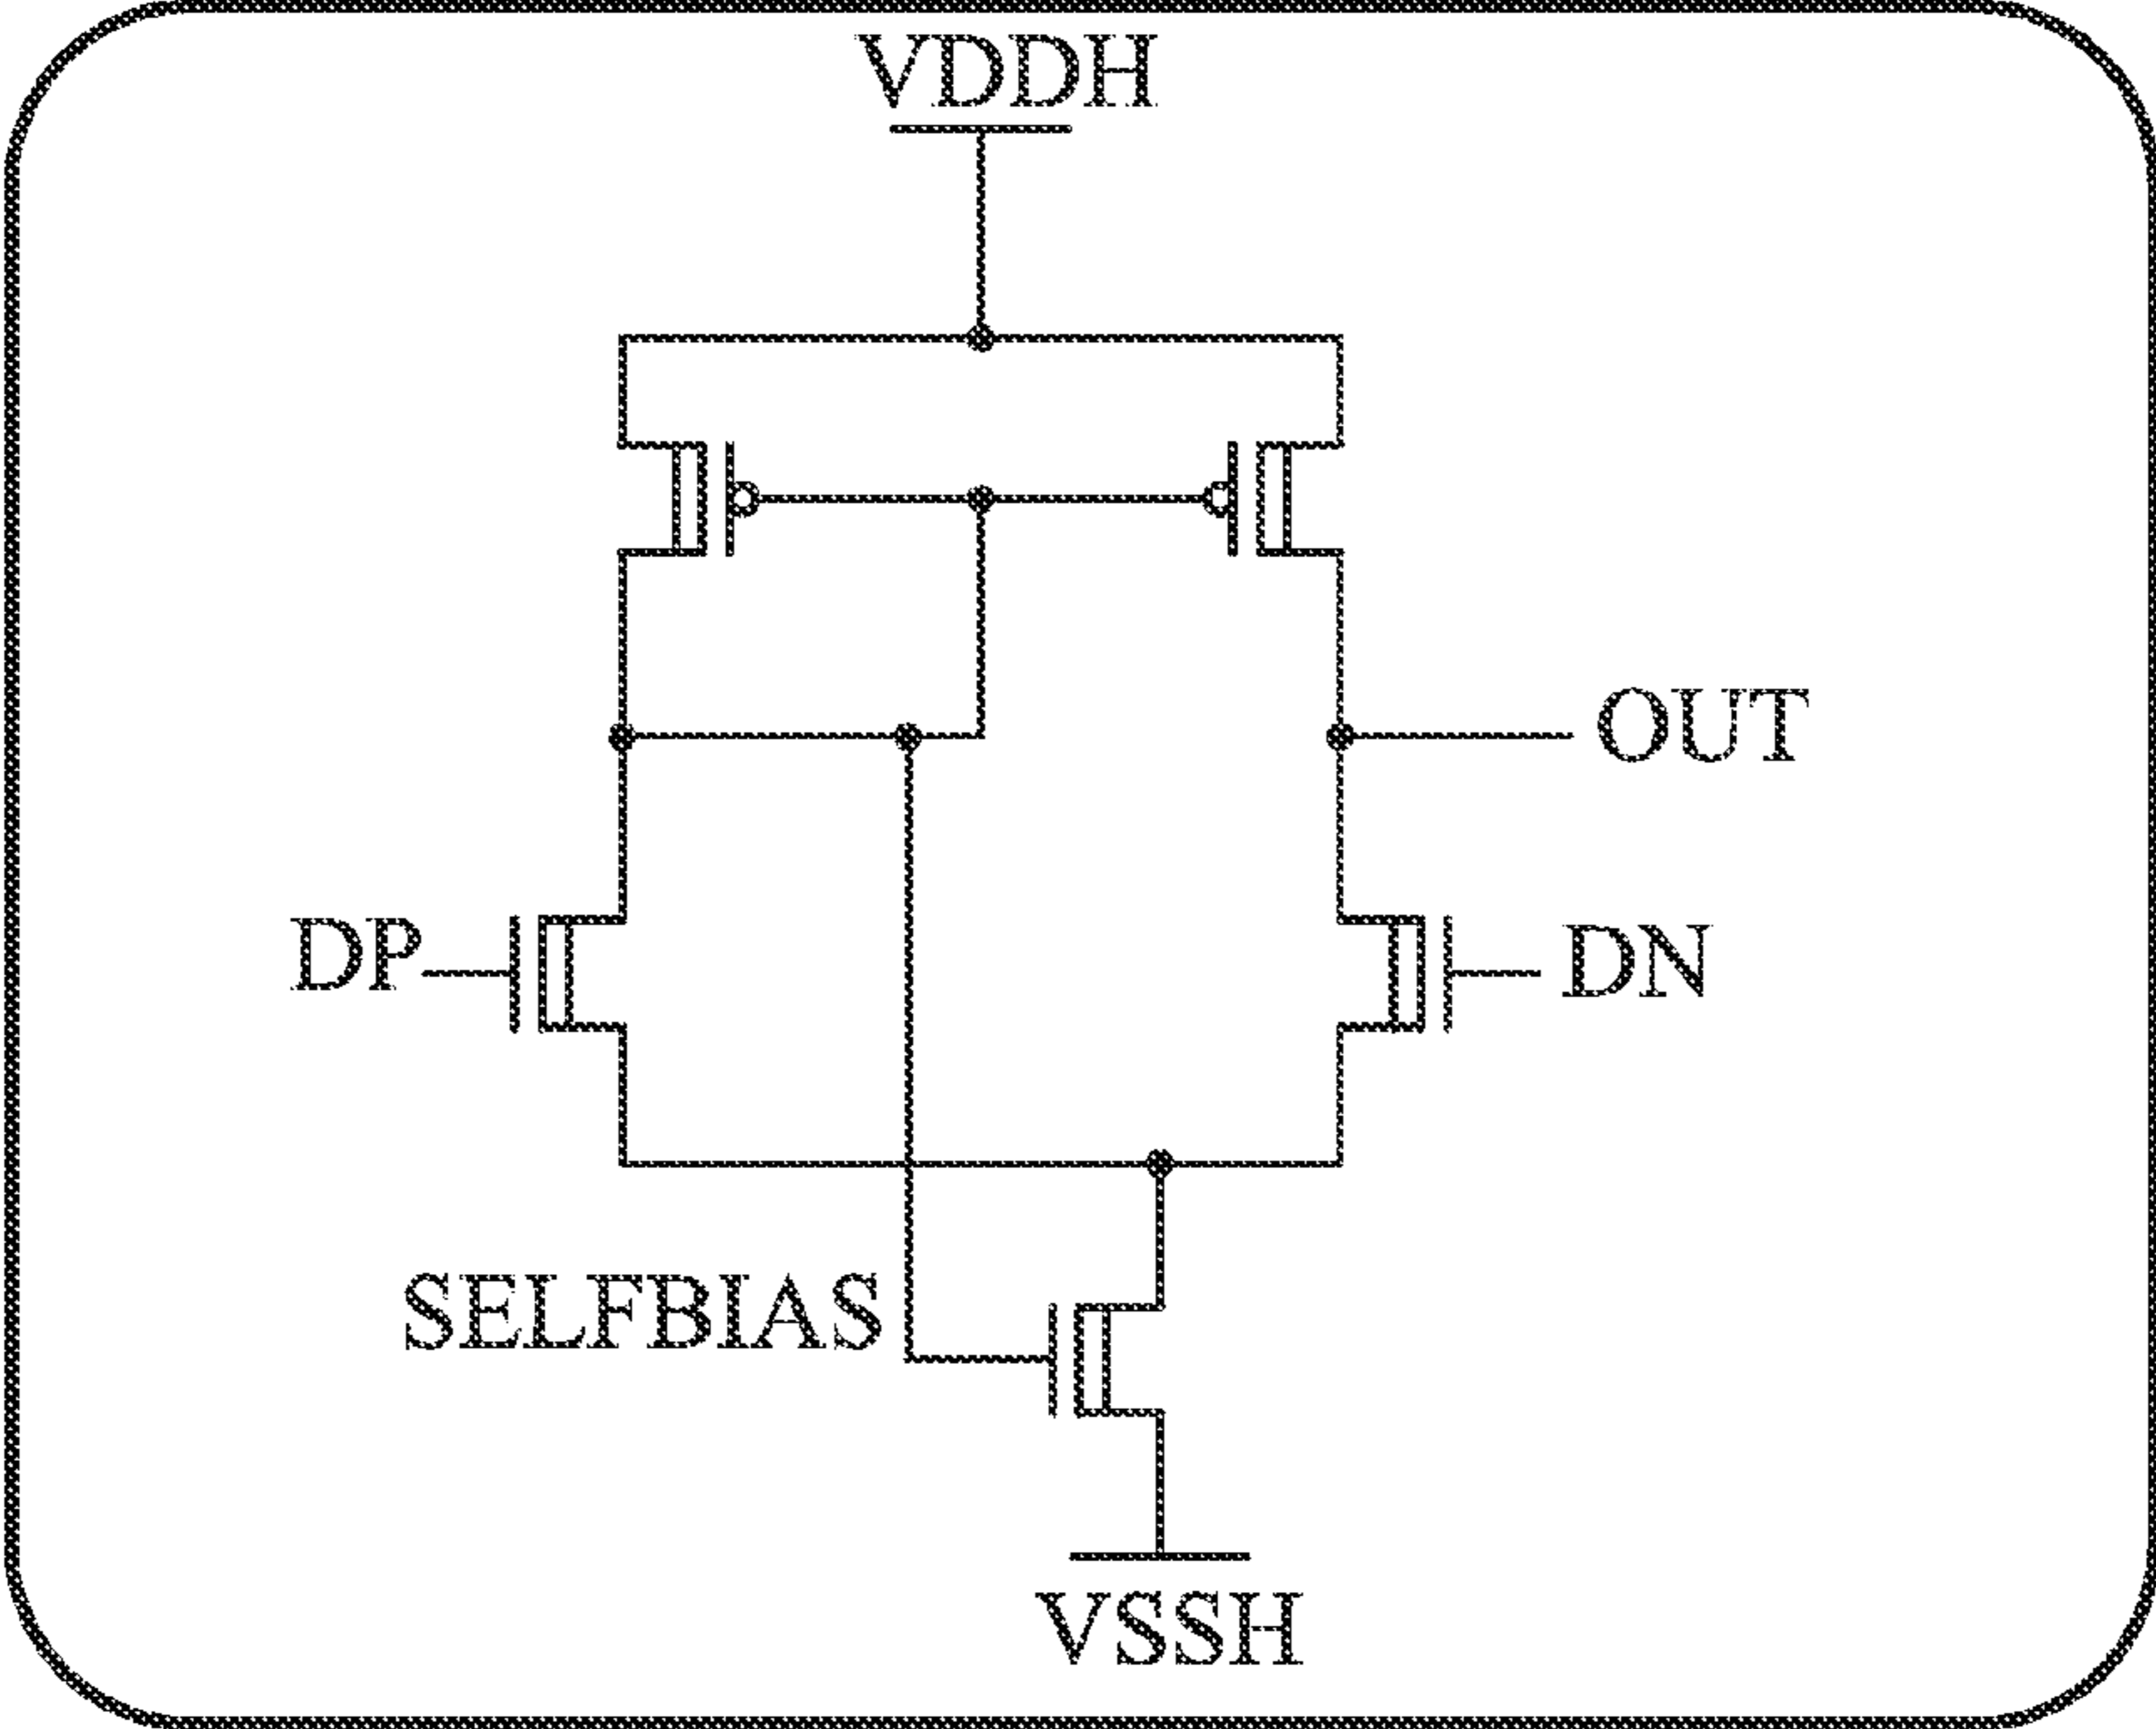 VDDH
OUT
DP
DN
SELFBIAS
VSSH